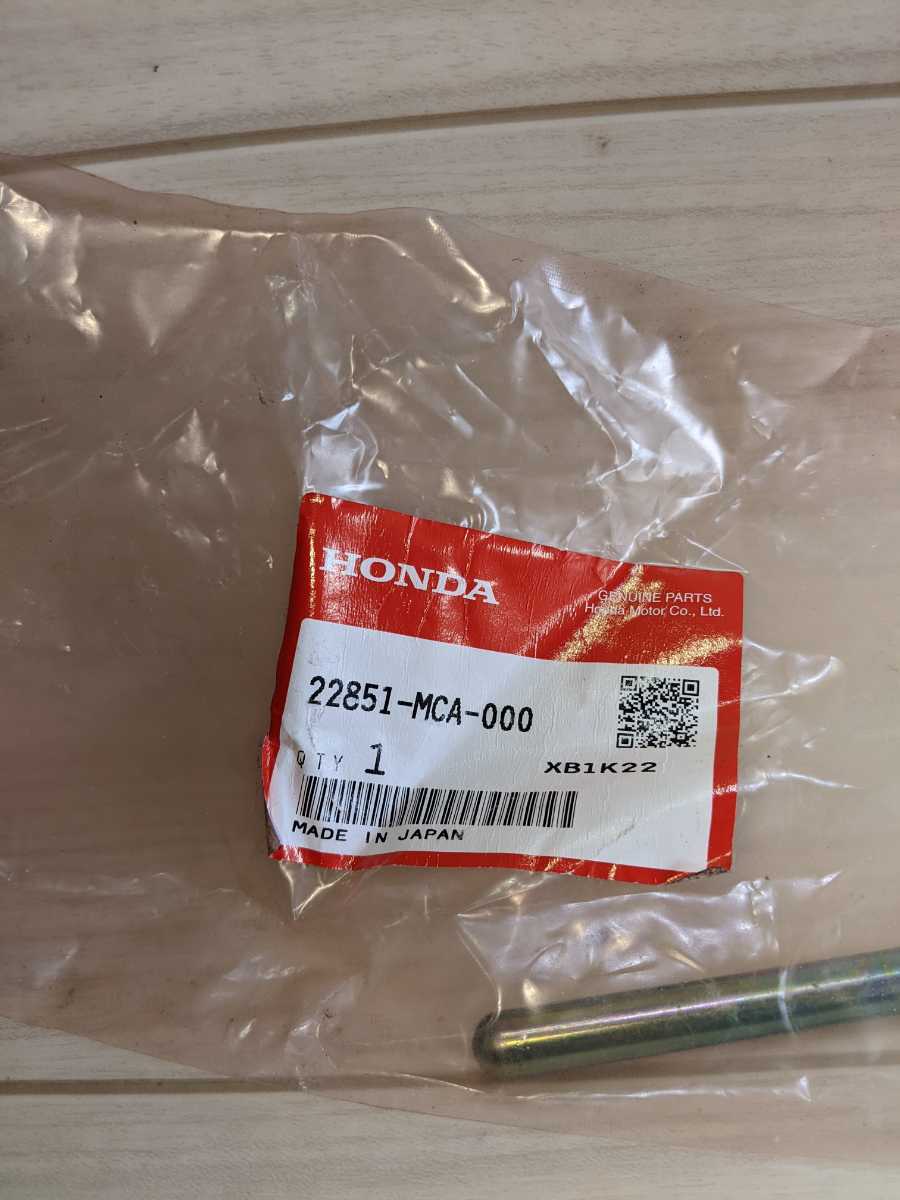 HONDA
GENUINE PARTS
Honda Motor Co., Ltd.
22851-MCA-000
QTY 1
XB1K22
MADE IN JAPAN